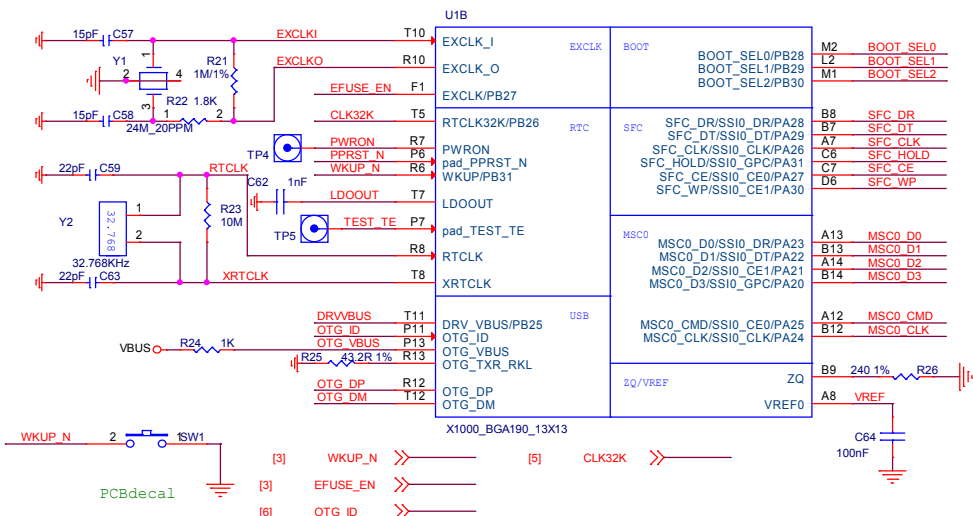 U1B
15pF C57
EXCLKI
T10
EXCLK_I
EXCLK
BOOT
BOOT_SEL0/PB28
M2
BOOT_SEL0
BOOT_SEL1/PB29
L2
BOOT_SEL1
BOOT_SEL2/PB30
M1
BOOT_SEL2
Y1
1
2
4
3
R21
1M/1%
EXCLKO
R10
EXCLK_O
EFUSE_EN
F1
EXCLK/PB27
R22 1.8K
1
2
15pF C58
24M_20PPM
CLK32K
T5
RTCLK32K/PB26
RTC
SFC
SFC_DR/SSI0_DR/PA28
B8
SFC_DR
SFC_DT/SSI0_DT/PA29
B7
SFC_DT
SFC_CLK/SSI0_CLK/PA26
A7
SFC_CLK
SFC_HOLD/SSI0_GPC/PA31
C6
SFC_HOLD
SFC_CE/SSI0_CE0/PA27
C7
SFC_CE
SFC_WP/SSI0_CE1/PA30
D6
SFC_WP
TP4
PWRON
R7
PWRON
PPRST_N
P6
pad_PPRST_N
WKUP_N
R6
WKUP/PB31
22pF C59
RTCLK
C62
1nF
LDOOUT
T7
LDOOUT
Y2
1
2
32.768
32.768KHz
R23
10M
TP5
TEST_TE
P7
pad_TEST_TE
R8
RTCLK
22pF C63
T8
XRTCLK
MSC0
MSC0_D0/SSI0_DR/PA23
A13
MSC0_D0
MSC0_D1/SSI0_DT/PA22
B13
MSC0_D1
MSC0_D2/SSI0_CE1/PA21
A14
MSC0_D2
MSC0_D3/SSI0_GPC/PA20
B14
MSC0_D3
MSC0_CMD/SSI0_CE0/PA25
A12
MSC0_CMD
MSC0_CLK/SSI0_CLK/PA24
B12
MSC0_CLK
USB
DRVVBUS
T11
DRV_VBUS/PB25
OTG_ID
P11
OTG_ID
VBUS
R24
1K
OTG_VBUS
P13
OTG_VBUS
R25
43.2R 1%
R13
OTG_TXR_RKL
OTG_DP
R12
OTG_DP
OTG_DM
T12
OTG_DM
ZQ/VREF
ZQ
B9
240 1%
R26
VREF0
A8
VREF
C64
100nF
X1000_BGA190_13X13
WKUP_N
2
1
SW1
PCBdecal
[3] WKUP_N
[5] CLK32K
[3] EFUSE_EN
[6] OTG_ID